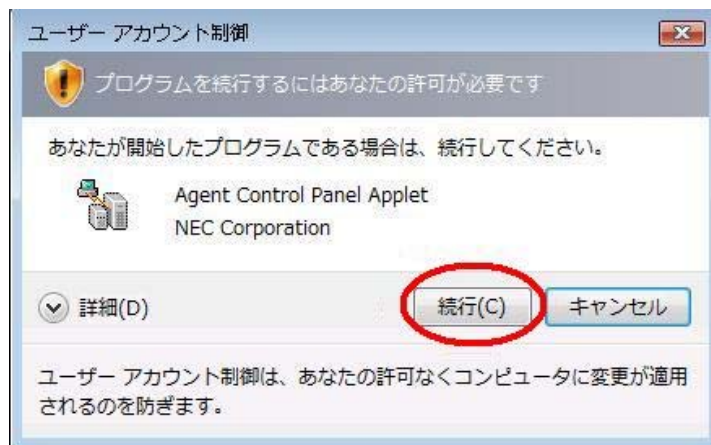 ユーザー アカウント制御
プログラムを続行するにはあなたの許可が必要です
あなたが開始したプログラムである場合は、続行してください。
Agent Control Panel Applet
NEC Corporation
詳細(D)
続行(C)
キャンセル
ユーザー アカウント制御は、あなたの許可なくコンピュータに変更が適用
されるのを防ぎます。